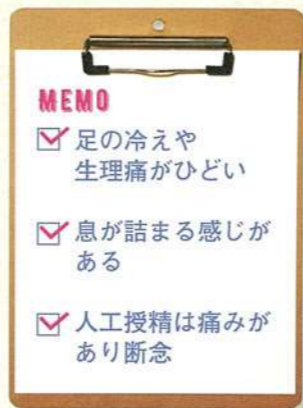 MEMO
足の冷えや
生理痛がひどい
息が詰まる感じが
ある
人工授精は痛みが
あり断念